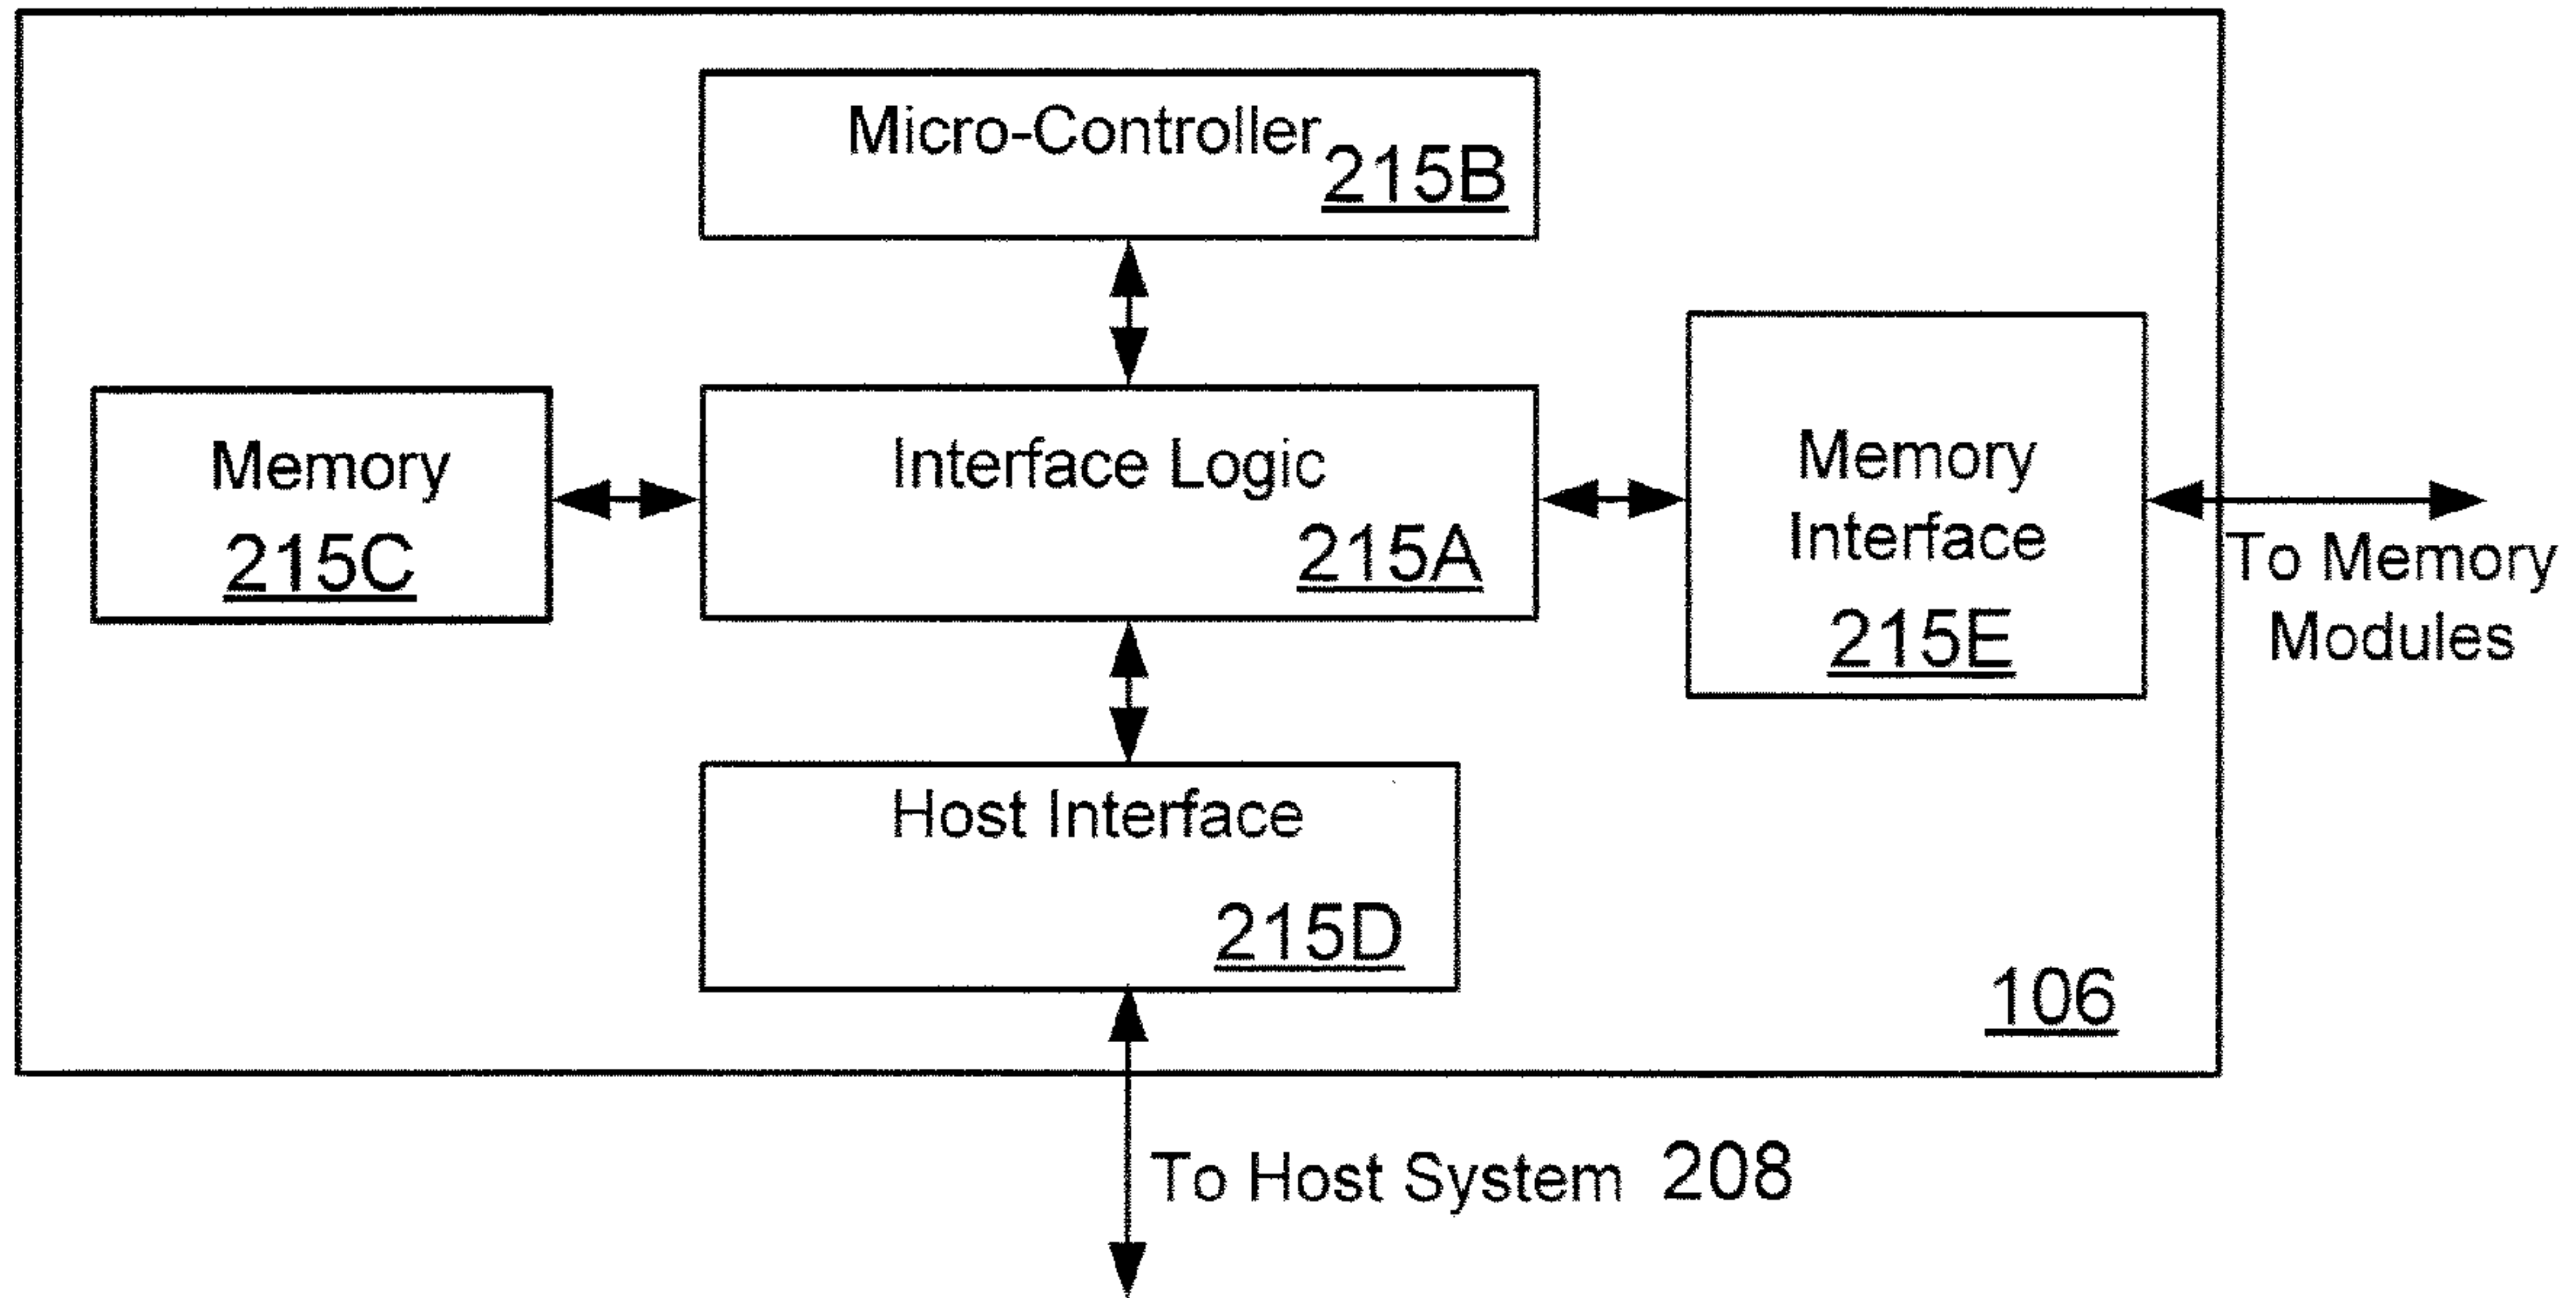 Micro-Controller
215B
Memory
215C
Interface Logic
215A
Memory
Interface
215E
To Memory
Modules
Host Interface
215D
106
To Host System 208